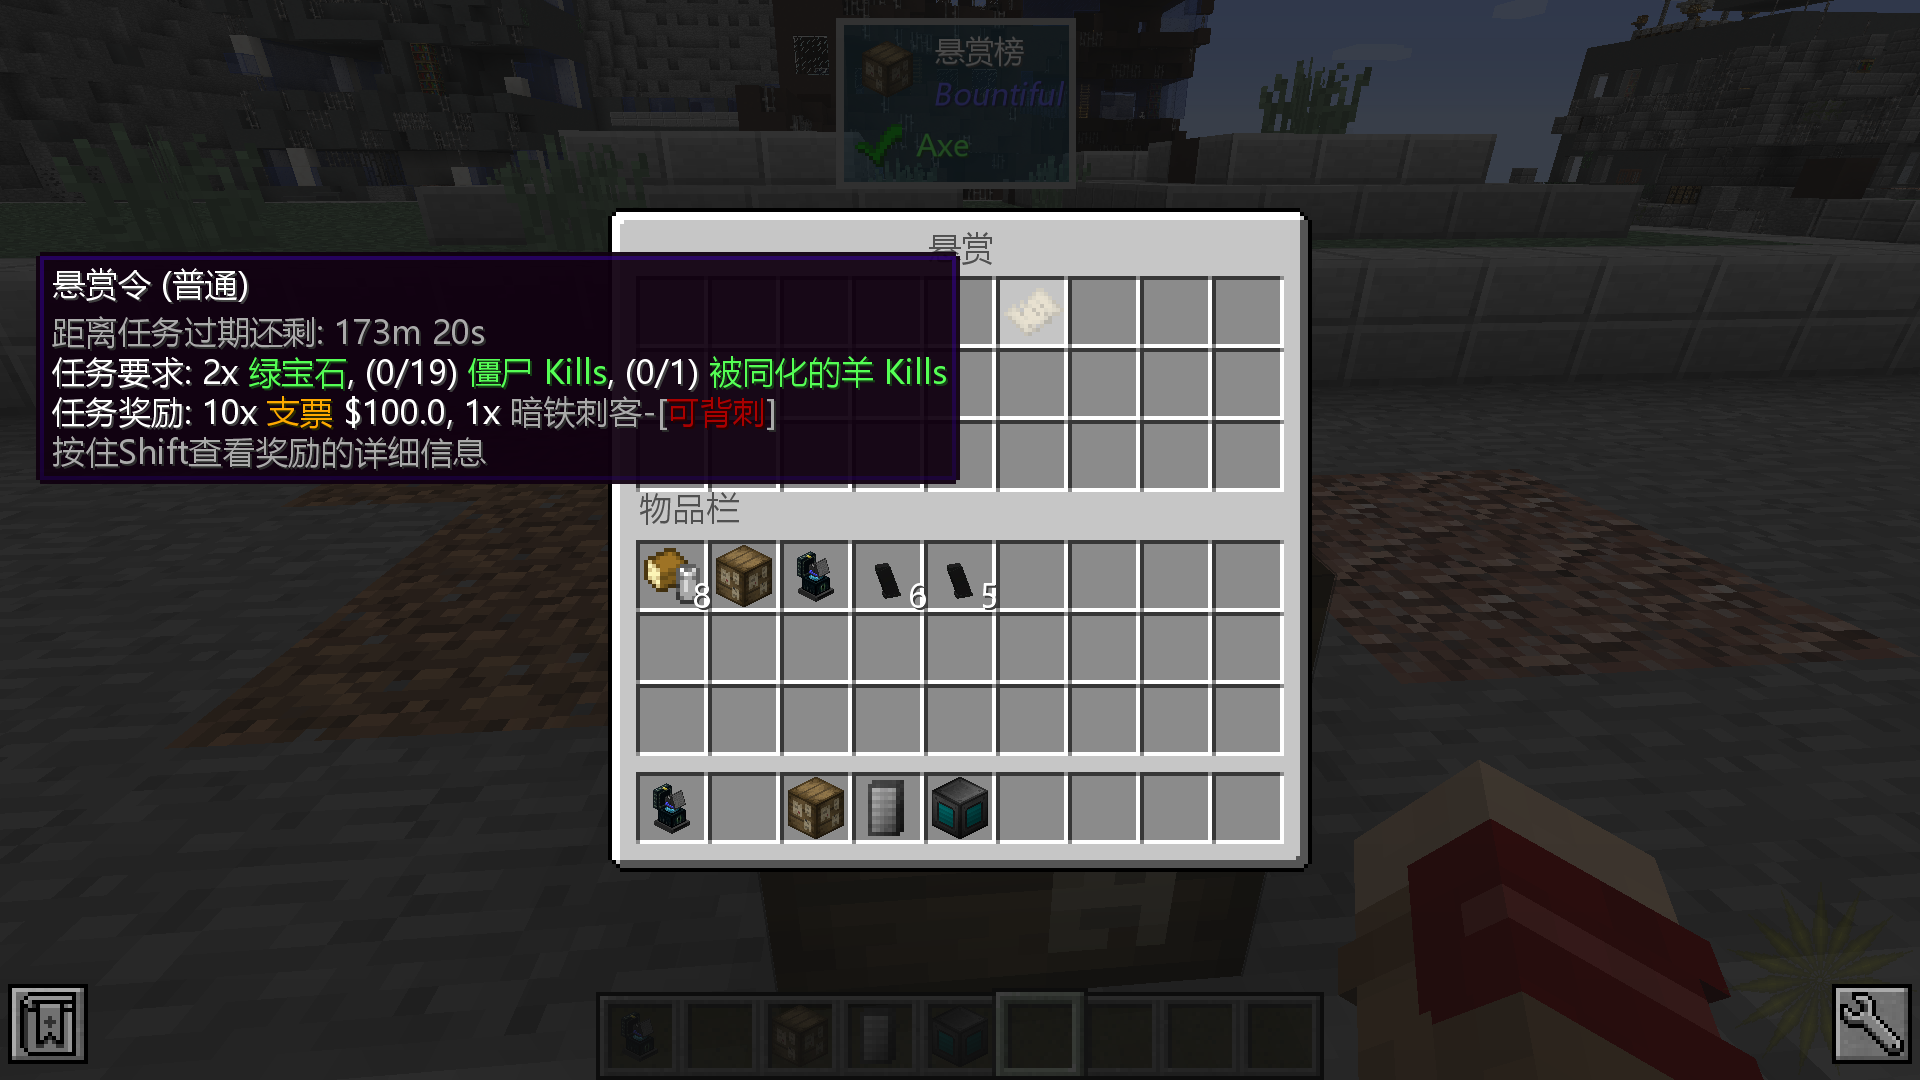 悬赏榜
Bountiful
Axe
悬赏
悬赏令 (普通)
距离任务过期还剩: 173m 20s
任务要求: 2x 绿宝石, (0/19) 僵尸 Kills, (0/1) 被同化的羊 Kills
任务奖励: 10x 支票 $100.0, 1x 暗铁刺客-[可背刺]
按住Shift查看奖励的详细信息
物品栏
8
6
5